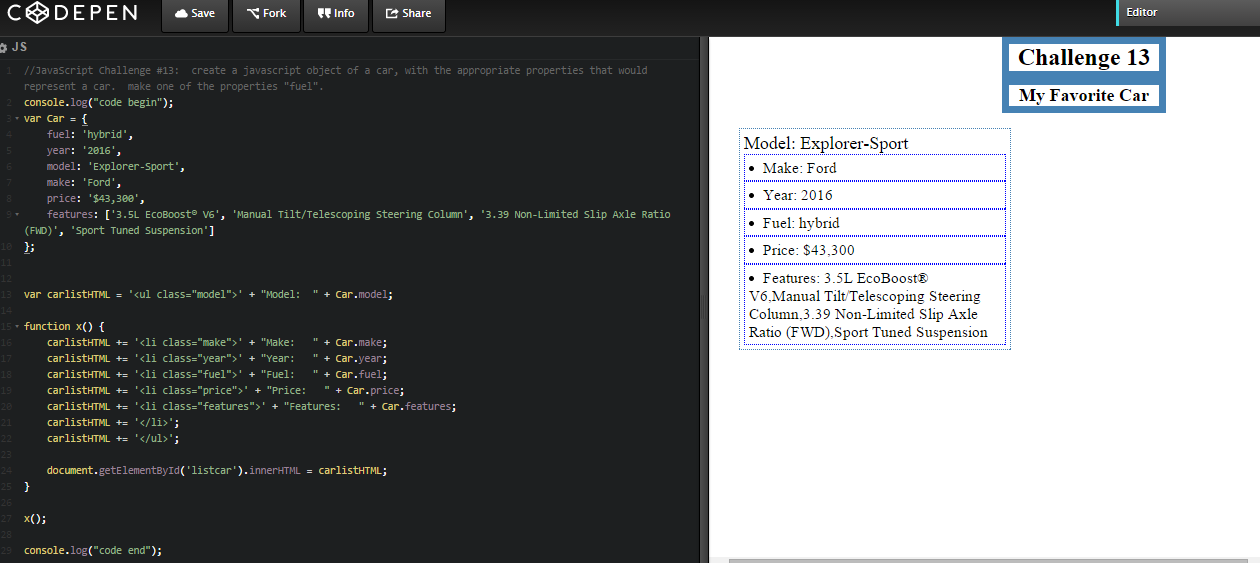 CODEPEN
Save
Fork
Info
Share
Editor
JS
1 //JavaScript Challenge #13:  create a javascript object of a car, with the appropriate properties that would
represent a car.  make one of the properties "fuel".
2 console.log("code begin");
3 var Car = {
4 fuel: 'hybrid',
5 year: '2016',
6 model: 'Explorer-Sport',
7 make: 'Ford',
8 price: '$43,300',
9 features: ['3.5L EcoBoost® V6', 'Manual Tilt/Telescoping Steering Column', '3.39 Non-Limited Slip Axle Ratio
(FWD)', 'Sport Tuned Suspension']
10 };
11
12
13 var carlistHTML = '<ul class="model">' + "Model:  " + Car.model;
14
15 function x() {
16 carlistHTML += '<li class="make">' + "Make:   " + Car.make;
17 carlistHTML += '<li class="year">' + "Year:   " + Car.year;
18 carlistHTML += '<li class="fuel">' + "Fuel:   " + Car.fuel;
19 carlistHTML += '<li class="price">' + "Price:   " + Car.price;
20 carlistHTML += '<li class="features">' + "Features:   " + Car.features;
21 carlistHTML += '</li>';
22 carlistHTML += '</ul>';
23
24 document.getElementById('listcar').innerHTML = carlistHTML;
25 }
26
27 x();
28
29 console.log("code end");
Challenge 13
My Favorite Car
Model: Explorer-Sport
• Make: Ford
• Year: 2016
• Fuel: hybrid
• Price: $43,300
• Features: 3.5L EcoBoost®
V6,Manual Tilt/Telescoping Steering
Column,3.39 Non-Limited Slip Axle
Ratio (FWD),Sport Tuned Suspension